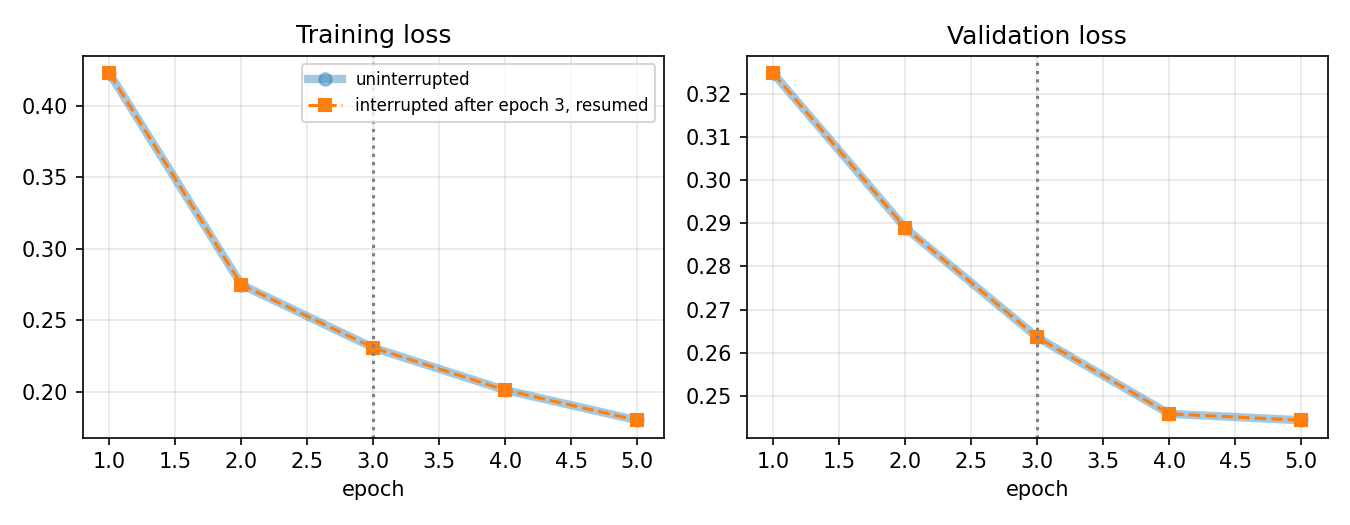 Training loss
uninterrupted
interrupted after epoch 3, resumed
0.40
0.35
0.30
0.25
0.20
1.0 1.5 2.0 2.5 3.0 3.5 4.0 4.5 5.0
epoch
Validation loss
0.32
0.31
0.30
0.29
0.28
0.27
0.26
0.25
1.0 1.5 2.0 2.5 3.0 3.5 4.0 4.5 5.0
epoch